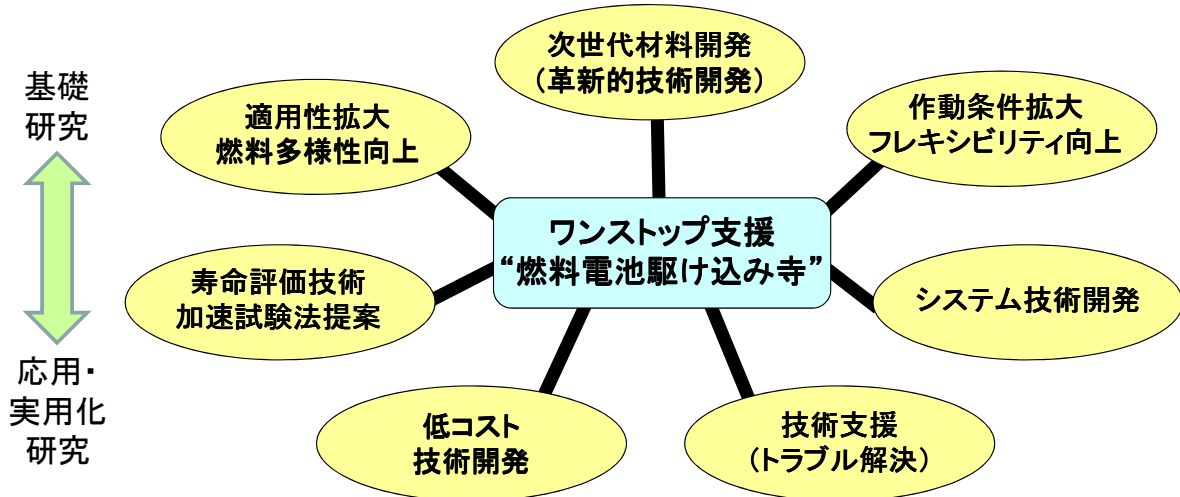 基礎
研究
応用・
実用化
研究
次世代材料開発
(革新的技術開発)
適用性拡大
燃料多様性向上
作動条件拡大
フレキシビリティ向上
ワンストップ支援
“燃料電池駆け込み寺”
寿命評価技術
加速試験法提案
システム技術開発
低コスト
技術開発
技術支援
(トラブル解決)